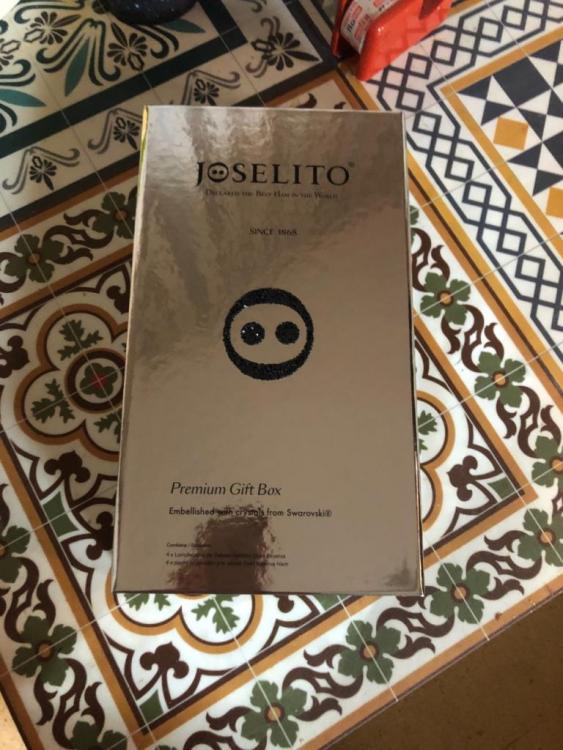 JOSELITO®
DECLARED THE BEST HAM IN THE WORLD
SINCE 1868
Premium Gift Box
Embellished with crystals from Swarovski®